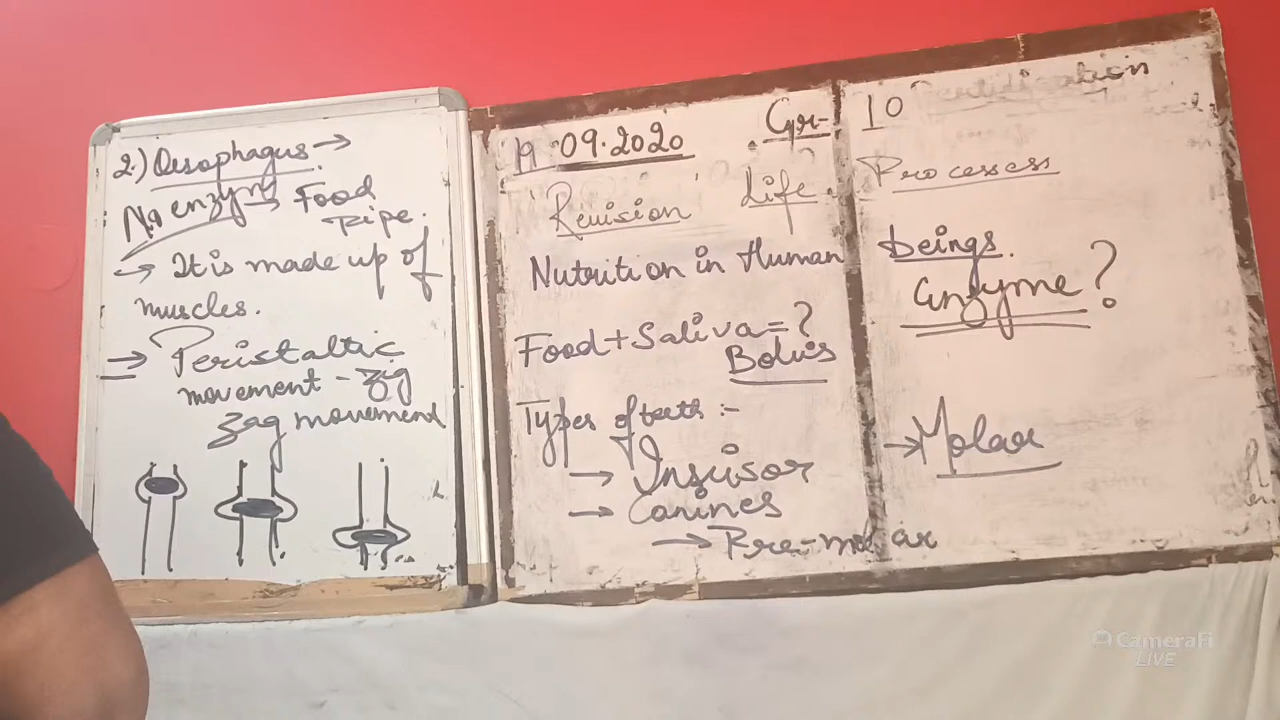 2.) Oesophagus →
No enzyme → Food
Pipe.
→ It is made up of
muscles.
→ Peristaltic
movement - zig
zag movement
19.09.2020 Gr- 10
Revision Life Processess
Nutrition in Human beings.
Enzyme?
Food + Saliva = ?
Bolus
Types of teeth :-
→ Insisor
→ Canines
→ Pre-molar
→ Molar
CameraFi
LIVE